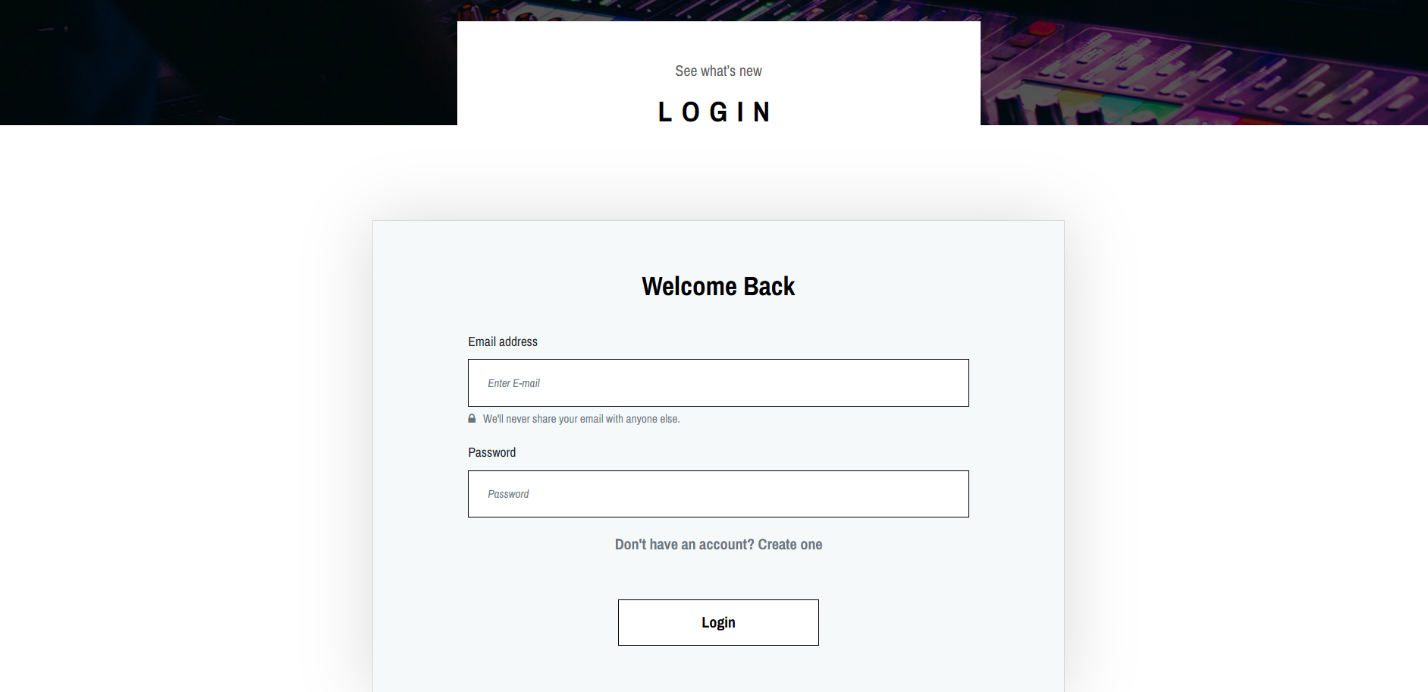 See what's new
LOGIN
Welcome Back
Email address
Enter E-mail
We'll never share your email with anyone else.
Password
Password
Don't have an account? Create one
Login